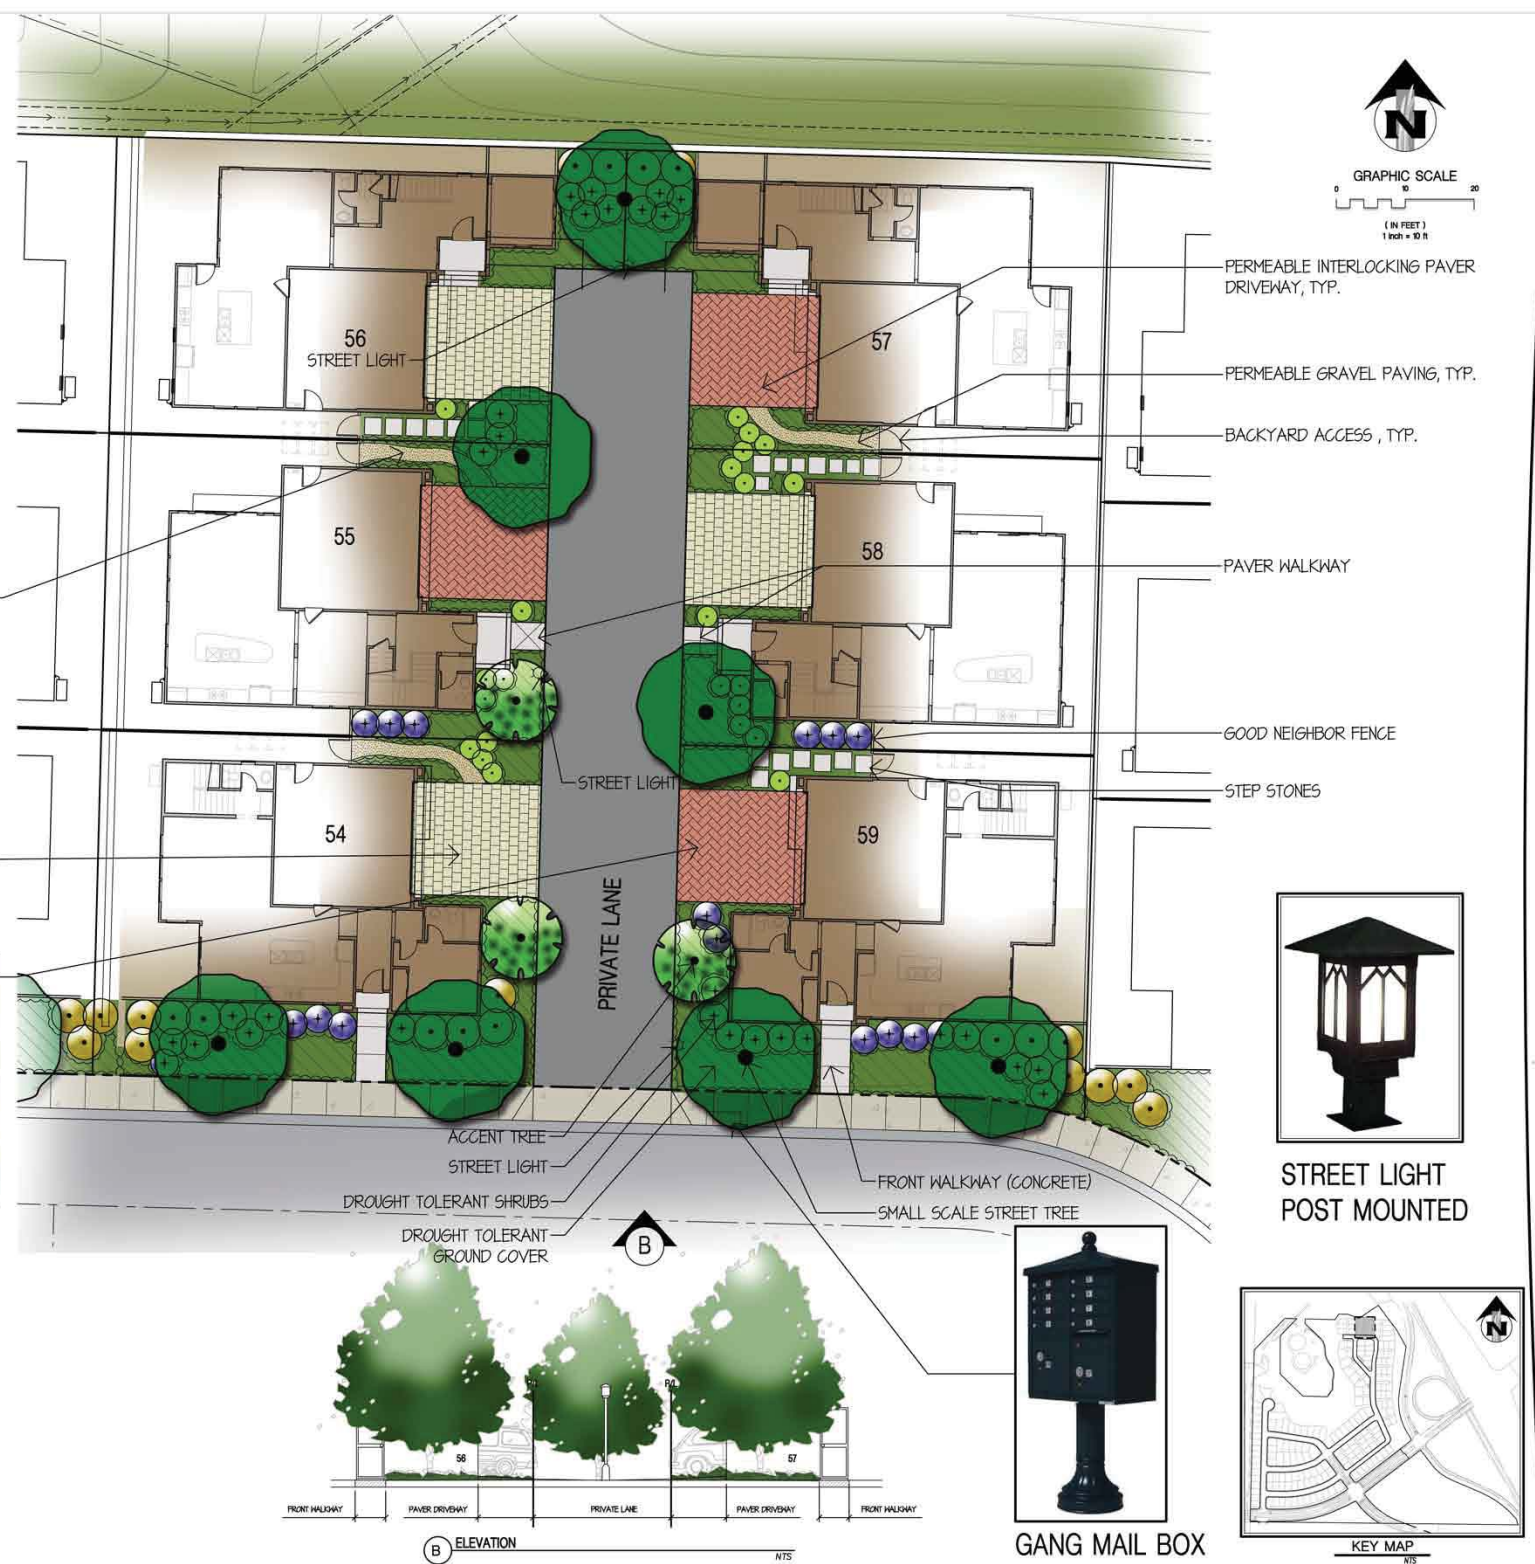 N
GRAPHIC SCALE
0 10 20
( IN FEET )
1 inch = 10 ft
PERMEABLE INTERLOCKING PAVER
DRIVEWAY, TYP.
56
STREET LIGHT
57
PERMEABLE GRAVEL PAVING, TYP.
BACKYARD ACCESS , TYP.
55
58
PAVER WALKWAY
GOOD NEIGHBOR FENCE
STREET LIGHT
STEP STONES
54
59
PRIVATE LANE
ACCENT TREE
STREET LIGHT
DROUGHT TOLERANT SHRUBS
DROUGHT TOLERANT
GROUND COVER
FRONT WALKWAY (CONCRETE)
SMALL SCALE STREET TREE
STREET LIGHT
POST MOUNTED
B
56
57
FRONT WALKWAY
PAVER DRIVEWAY
PRIVATE LANE
PAVER DRIVEWAY
FRONT WALKWAY
B
ELEVATION
NTS
GANG MAIL BOX
N
KEY MAP
NTS